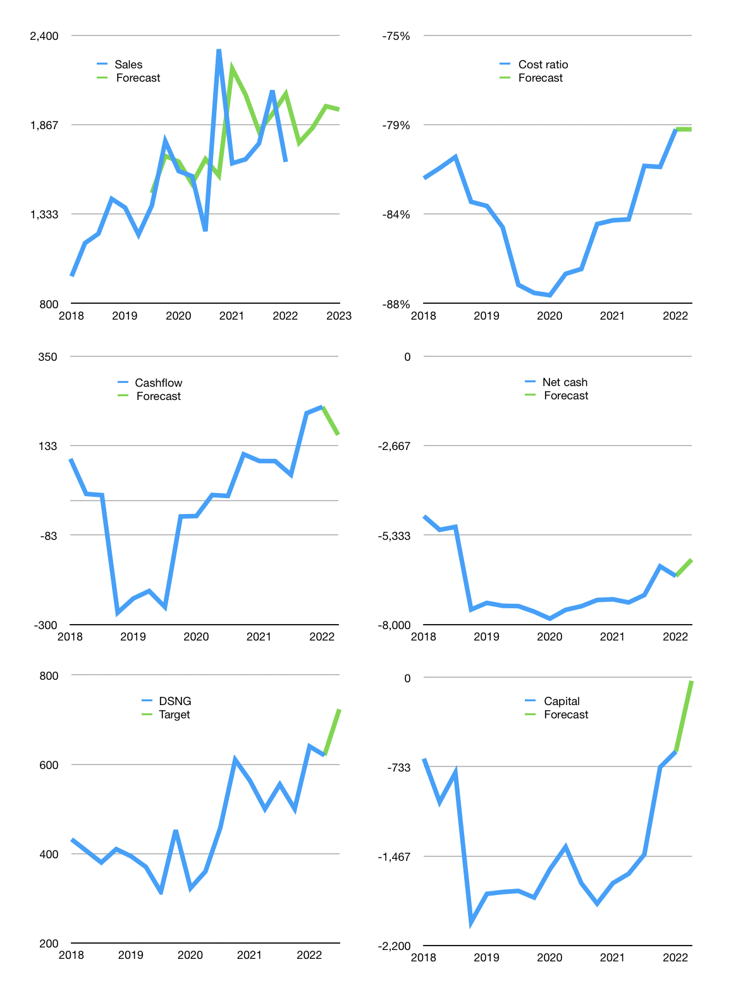 2,400
Sales
Forecast
1,867
1,333
800
2018 2019 2020 2021 2022 2023
-75%
Cost ratio
Forecast
-79%
-84%
-88%
2018 2019 2020 2021 2022
350
Cashflow
Forecast
133
-83
-300
2018 2019 2020 2021 2022
0
Net cash
Forecast
-2,667
-5,333
-8,000
2018 2019 2020 2021 2022
800
DSNG
Target
600
400
200
2018 2019 2020 2021 2022
0
Capital
Forecast
-733
-1,467
-2,200
2018 2019 2020 2021 2022